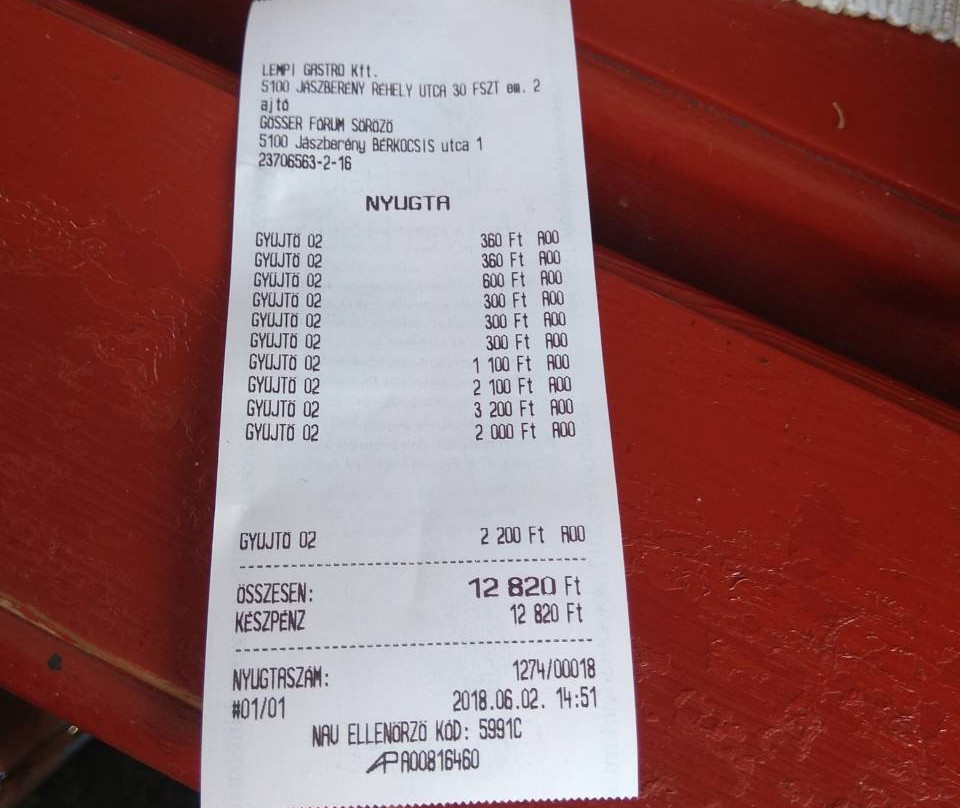 LEMPI GASTRO Kft.
5100 JÁSZBERÉNY RÉHELY UTCA 30 FSZT em. 2
ajtó
GÖSSER FÓRUM SÖRÖZŐ
5100 Jászberény BÉRKOCSIS utca 1
23706563-2-16
NYUGTA
GYŰJTŐ 02 360 Ft A00
GYŰJTŐ 02 360 Ft A00
GYŰJTŐ 02 600 Ft A00
GYŰJTŐ 02 300 Ft A00
GYŰJTŐ 02 300 Ft A00
GYŰJTŐ 02 300 Ft A00
GYŰJTŐ 02 1 100 Ft A00
GYŰJTŐ 02 2 100 Ft A00
GYŰJTŐ 02 3 200 Ft A00
GYŰJTŐ 02 2 000 Ft A00
GYŰJTŐ 02 2 200 Ft A00
ÖSSZESEN: 12 820 Ft
KÉSZPÉNZ 12 820 Ft
NYUGTASZÁM: 1274/00018
#01/01 2018.06.02. 14:51
NAV ELLENŐRZŐ KÓD: 5991C
AP A00816460